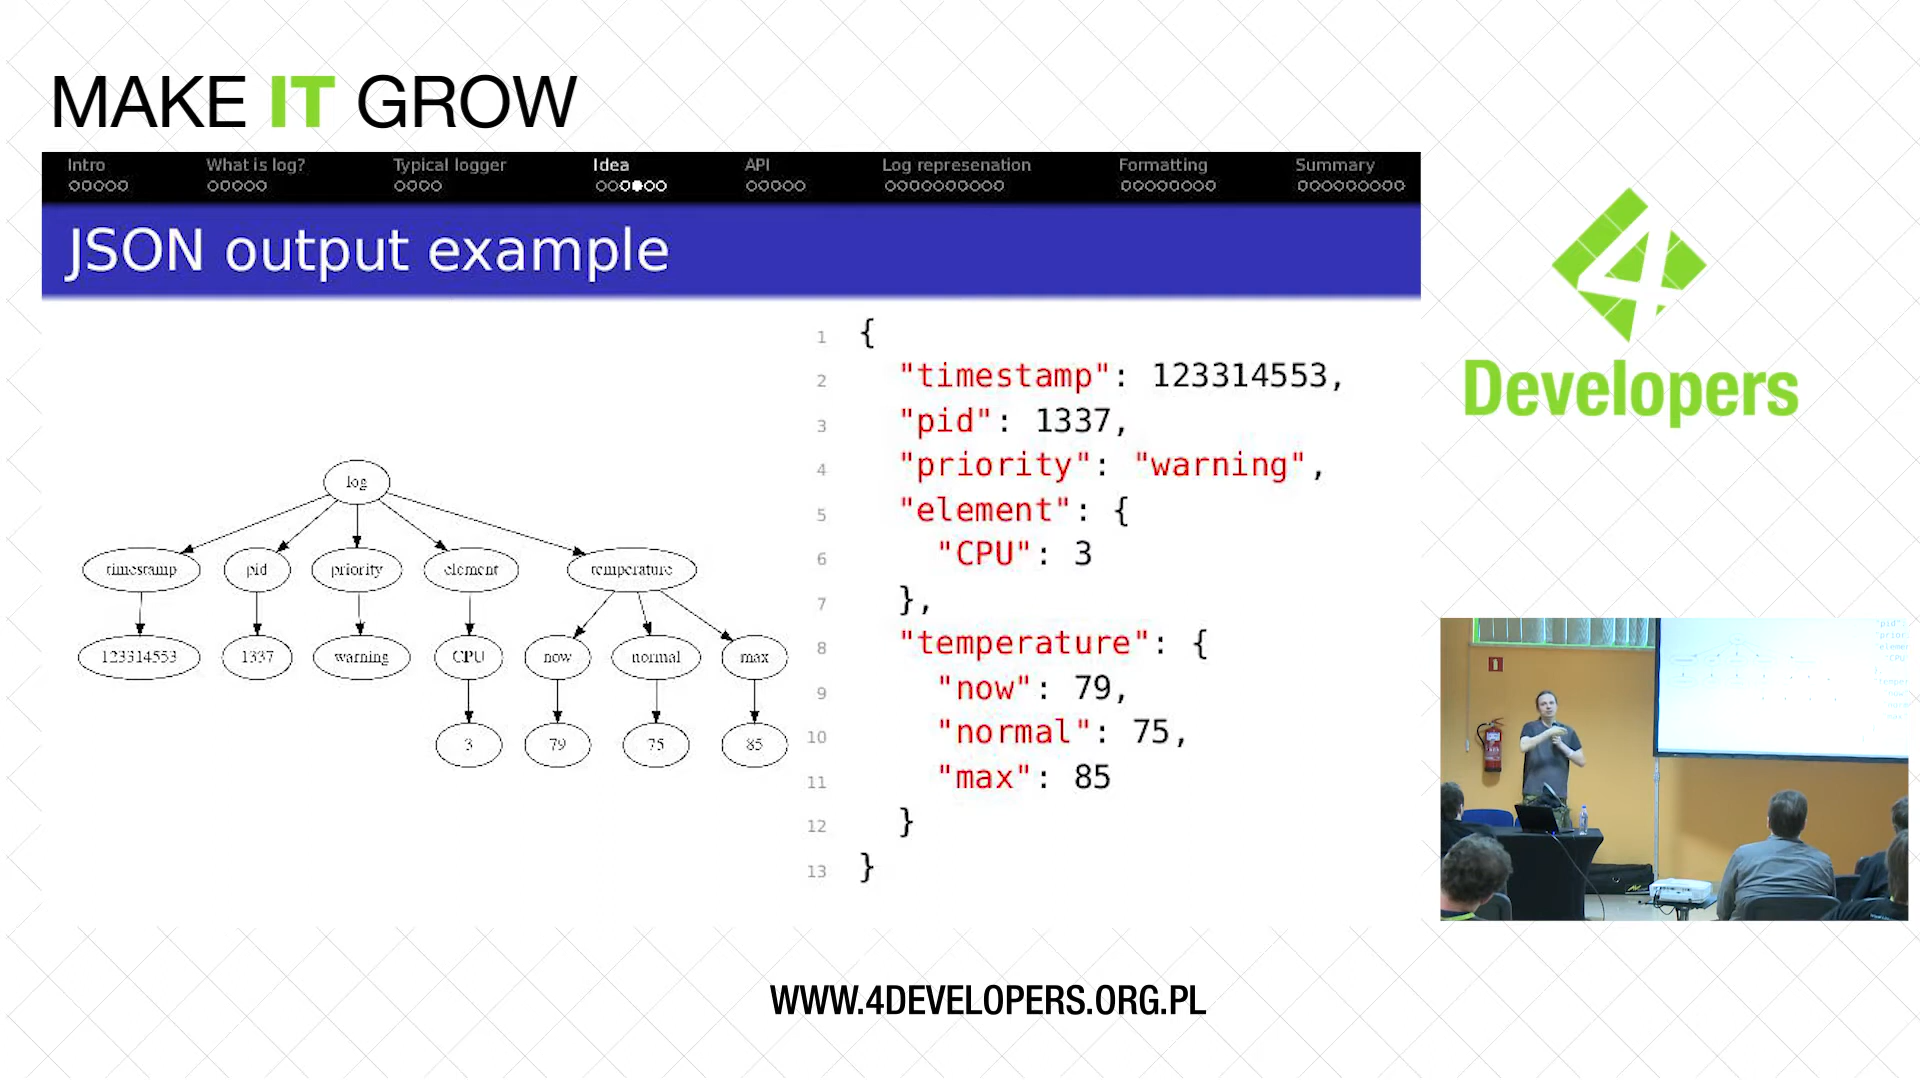 MAKE IT GROW
Intro
What is log?
Typical logger
Idea
API
Log represenation
Formatting
Summary
JSON output example
log
timestamp pid priority element temperature
123314553 1337 warning CPU now normal max
3 79 75 85
1 {
2 "timestamp": 123314553,
3 "pid": 1337,
4 "priority": "warning",
5 "element": {
6 "CPU": 3
7 },
8 "temperature": {
9 "now": 79,
10 "normal": 75,
11 "max": 85
12 }
13 }
4
Developers
WWW.4DEVELOPERS.ORG.PL